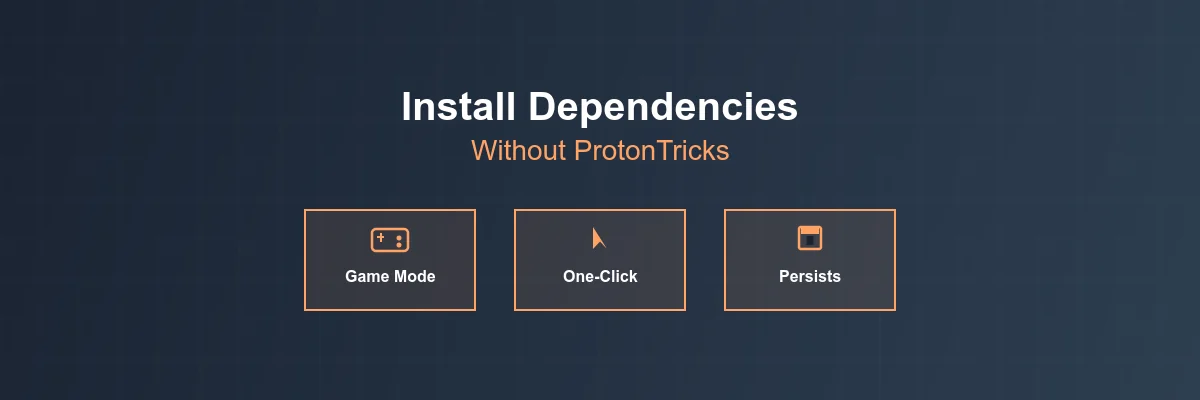 Install Dependencies
Without ProtonTricks
Game Mode
One-Click
Persists